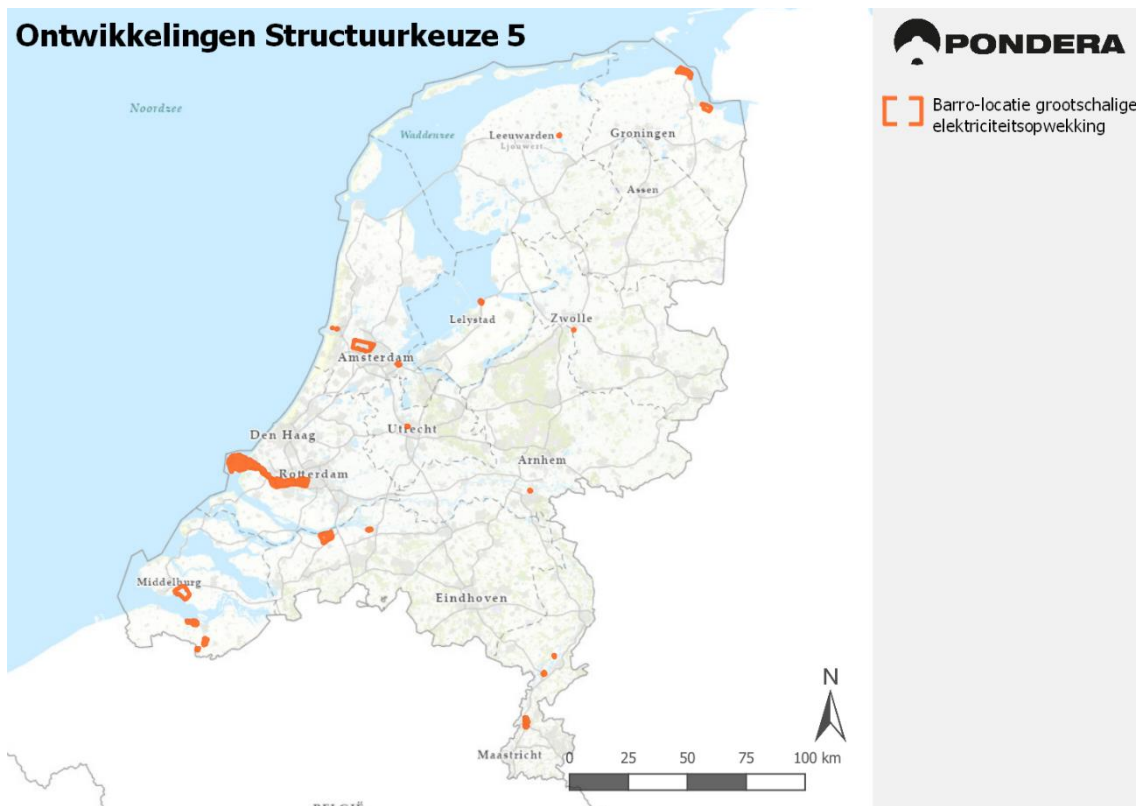 Ontwikkelingen Structuurkeuze 5
PONDERA
Barro-locatie grootschalige
elektriciteitsopwekking
Noordzee
Waddenzee
Leeuwarden
Ljouwert
Groningen
Assen
Lelystad
Zwolle
Amsterdam
Den Haag
Utrecht
Arnhem
Rotterdam
Middelburg
Eindhoven
Maastricht
N
0 25 50 75 100 km
BELGIË